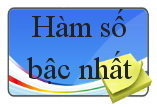 Hàm số
bậc nhất